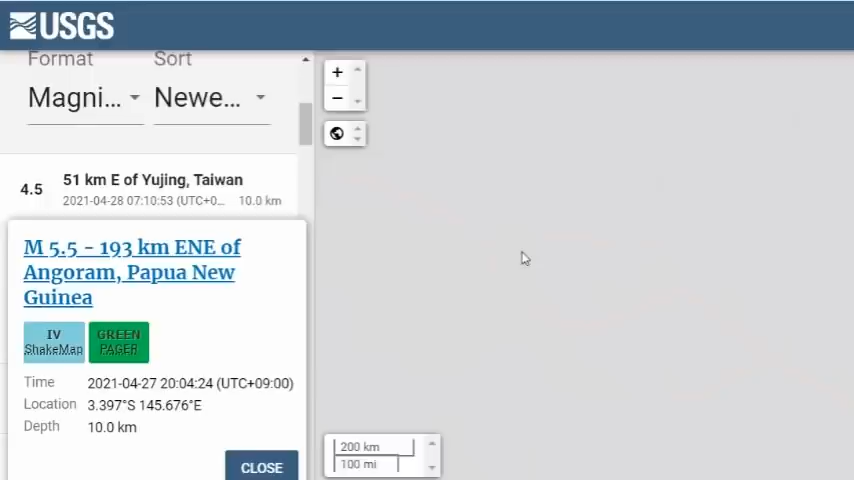 USGS
Format Sort
Magni... Newe...
4.5
51 km E of Yujing, Taiwan
2021-04-28 07:10:53 (UTC+0... 10.0 km
M 5.5 - 193 km ENE of
Angoram, Papua New
Guinea
IV
ShakeMap
GREEN
PAGER
Time 2021-04-27 20:04:24 (UTC+09:00)
Location 3.397°S 145.676°E
Depth 10.0 km
CLOSE
+
−
200 km
100 mi